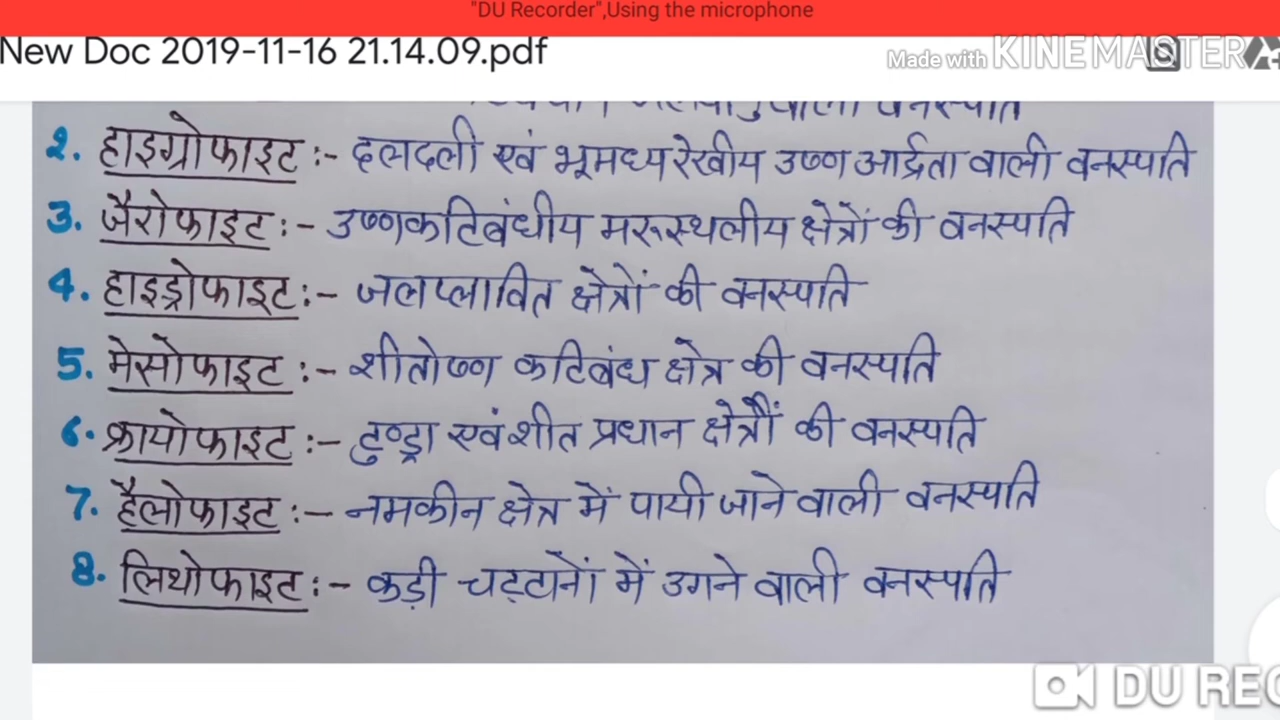 "DU Recorder",Using the microphone
New Doc 2019-11-16 21.14.09.pdf
Made with KINEMASTER
वनस्पति
2. हाइग्रोफाइट :- दलदली एवं भूमध्यरेखीय उष्ण आर्द्रता वाली वनस्पति
3. जैरोफाइट :- उष्णकटिबंधीय मरूस्थलीय क्षेत्रों की वनस्पति
4. हाइड्रोफाइट :- जलप्लावित क्षेत्रों की वनस्पति
5. मेसोफाइट :- शीतोष्ण कटिबंध क्षेत्र की वनस्पति
6. क्रायोफाइट :- टुण्ड्रा एवं शीत प्रधान क्षेत्रों की वनस्पति
7. हैलोफाइट :- नमकीन क्षेत्र में पायी जाने वाली वनस्पति
8. लिथोफाइट :- कड़ी चट्टानों में उगने वाली वनस्पति
DU REC